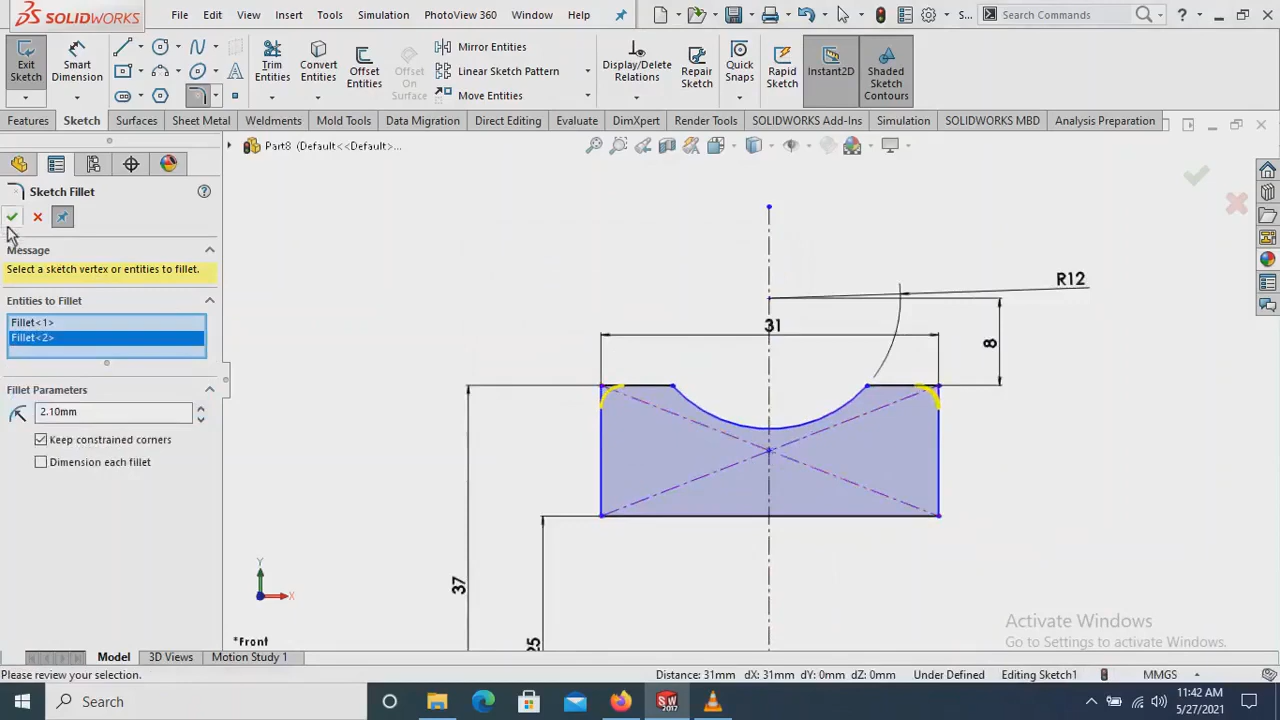 SOLIDWORKS File Edit View Insert Tools Simulation PhotoView 360 Window Help S... Search Commands
Exit Sketch Smart Dimension Trim Entities Convert Entities Offset Entities Offset On Surface Mirror Entities Linear Sketch Pattern Move Entities Display/Delete Relations Repair Sketch Quick Snaps Rapid Sketch Instant2D Shaded Sketch Contours
Features Sketch Surfaces Sheet Metal Weldments Mold Tools Data Migration Direct Editing Evaluate DimXpert Render Tools SOLIDWORKS Add-Ins Simulation SOLIDWORKS MBD Analysis Preparation
Part8 (Default<<Default>...
Sketch Fillet
Message
Select a sketch vertex or entities to fillet.
Entities to Fillet
Fillet<1>
Fillet<2>
Fillet Parameters
2.10mm
Keep constrained corners
Dimension each fillet
R12
31
8
37
Y
X
*Front
Activate Windows
Go to Settings to activate Windows.
Model 3D Views Motion Study 1
Please review your selection. Distance: 31mm dX: 31mm dY: 0mm dZ: 0mm Under Defined Editing Sketch1 MMGS
Search
SW
2017
11:42 AM
5/27/2021